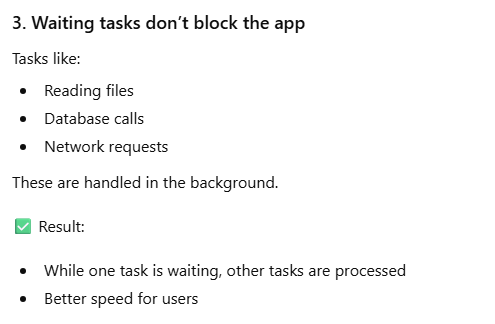 3. Waiting tasks don’t block the app
Tasks like:
• Reading files
• Database calls
• Network requests
These are handled in the background.
✅ Result:
• While one task is waiting, other tasks are processed
• Better speed for users